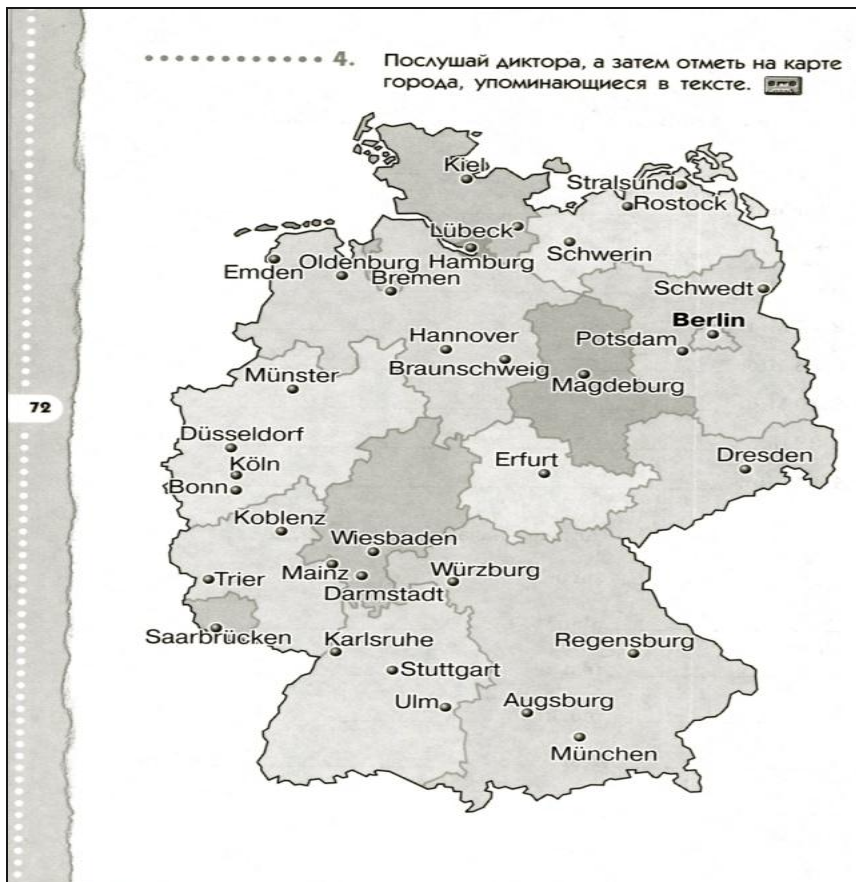 4. Послушай диктора, а затем отметь на карте
города, упоминающиеся в тексте.
Kiel
Stralsund
Rostock
Lübeck
Schwerin
Emden
Oldenburg
Hamburg
Bremen
Schwedt
Berlin
Hannover
Potsdam
Braunschweig
Magdeburg
Münster
72
Düsseldorf
Köln
Bonn
Erfurt
Dresden
Koblenz
Wiesbaden
Trier
Mainz
Würzburg
Darmstadt
Saarbrücken
Karlsruhe
Regensburg
Stuttgart
Ulm
Augsburg
München